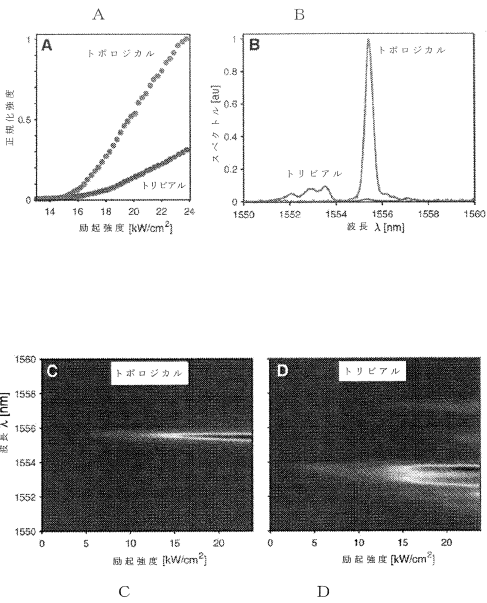 A B
A
トポロジカル
トリビアル
正規化強度
1
0.5
0
14 16 18 20 22 24
励起強度 [kW/cm²]
B
トポロジカル
トリビアル
スペクトル [au]
1
0.8
0.6
0.4
0.2
0
1550 1552 1554 1556 1558 1560
波長 λ [nm]
C
トポロジカル
波長 λ [nm]
1560
1558
1556
1554
1552
1550
0 5 10 15 20
励起強度 [kW/cm²]
D
トリビアル
0 5 10 15 20
励起強度 [kW/cm²]
C D